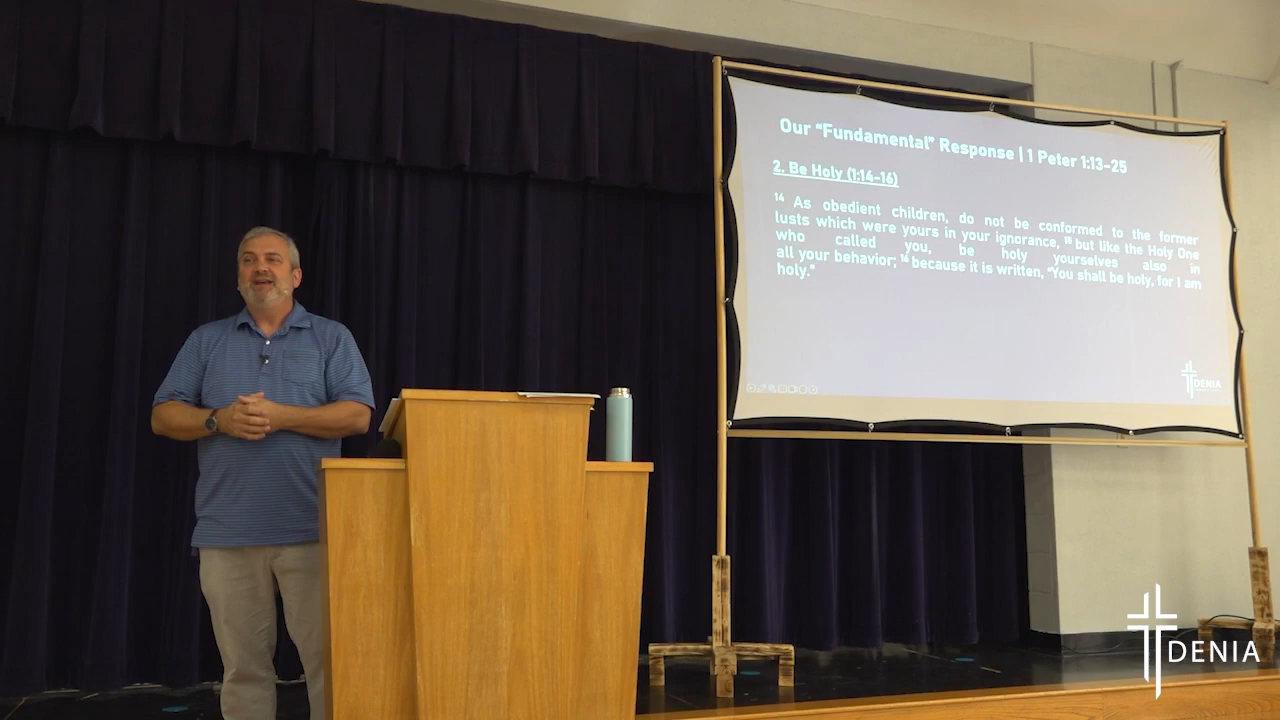 Our “Fundamental” Response | 1 Peter 1:13-25
2. Be Holy (1:14-16)
14 As obedient children, do not be conformed to the former
lusts which were yours in your ignorance, 15 but like the Holy One
who called you, be holy yourselves also in
all your behavior; 16 because it is written, “You shall be holy, for I am
holy.”
DENIA
DENIA